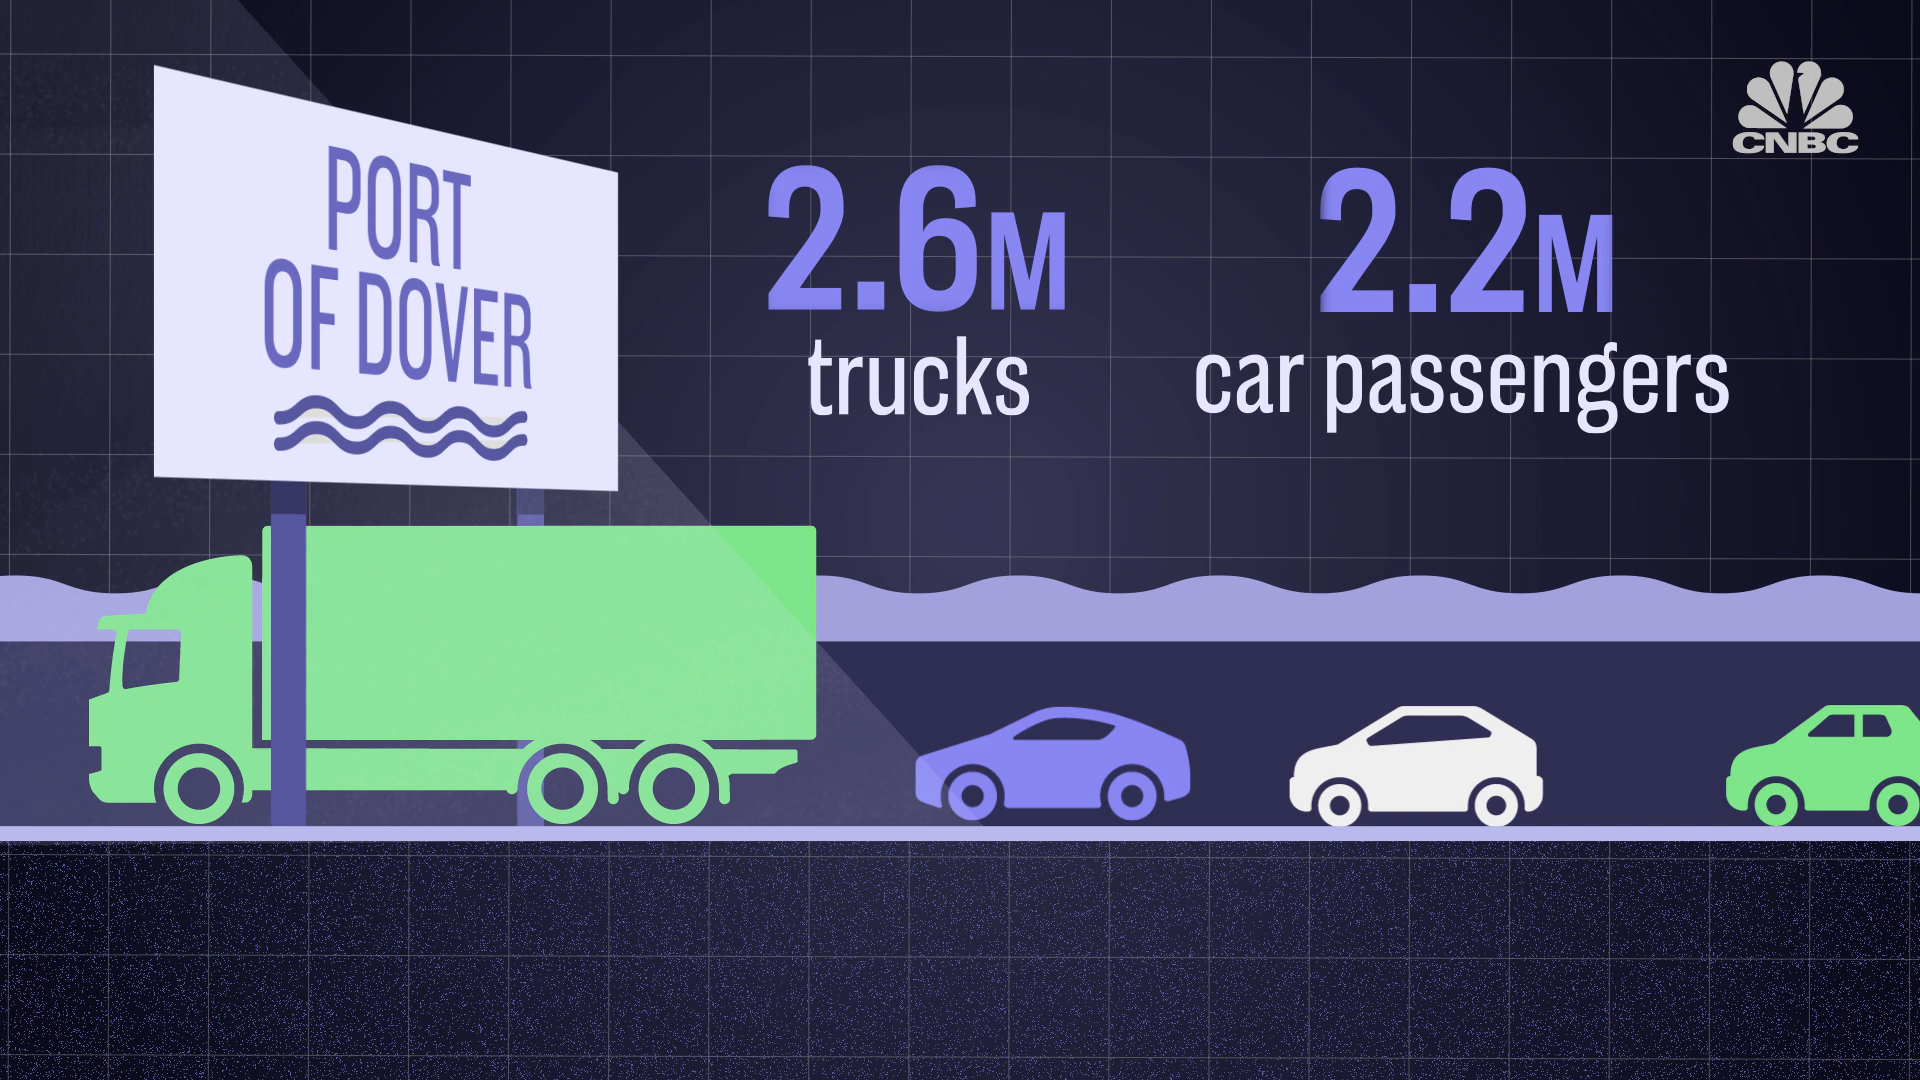 PORT
OF DOVER
2.6M
trucks
2.2M
car passengers
CNBC